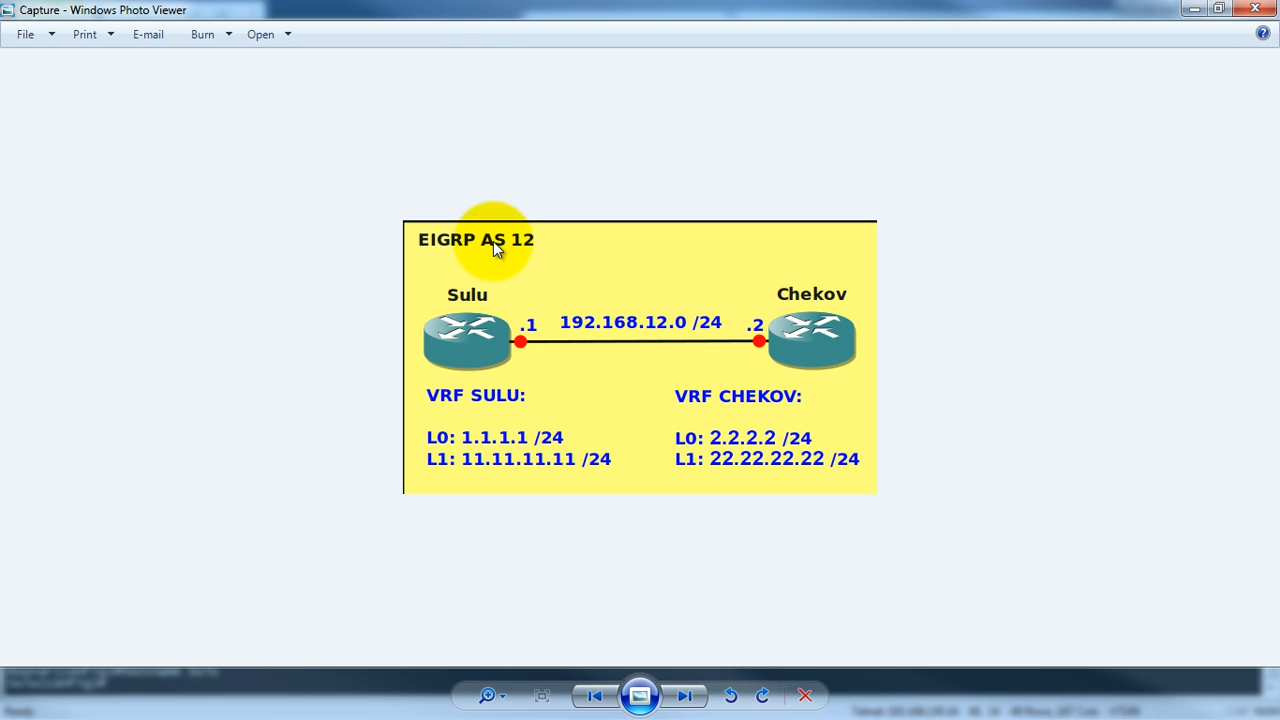 Capture - Windows Photo Viewer
File Print E-mail Burn Open
EIGRP AS 12
Sulu
Chekov
.1 192.168.12.0 /24 .2
VRF SULU:
L0: 1.1.1.1 /24
L1: 11.11.11.11 /24
VRF CHEKOV:
L0: 2.2.2.2 /24
L1: 22.22.22.22 /24